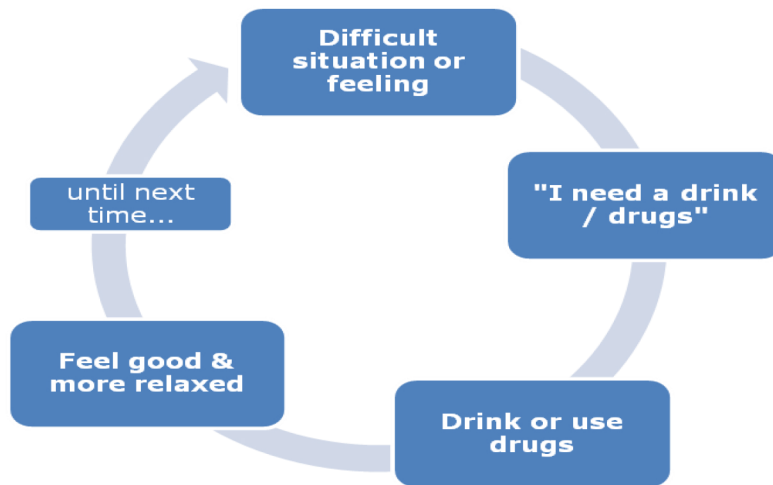 Difficult
situation or
feeling
"I need a drink
/ drugs"
Drink or use
drugs
Feel good &
more relaxed
until next
time...